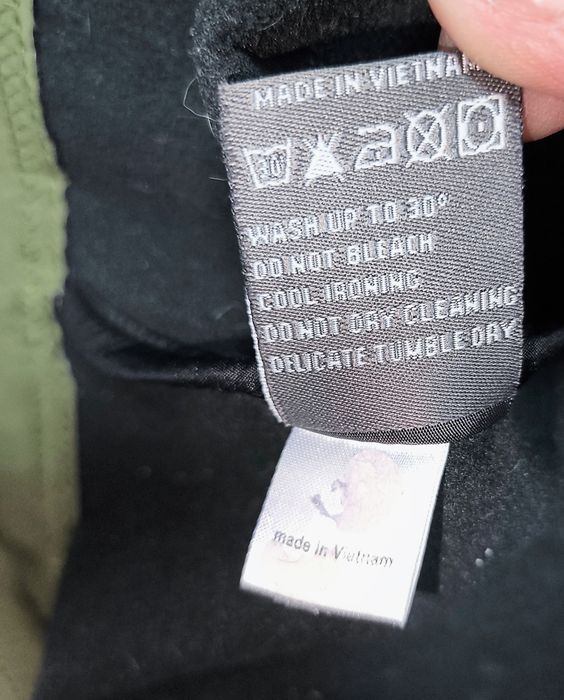 MADE IN VIETNAM
30°
WASH UP TO 30°
DO NOT BLEACH
COOL IRONING
DO NOT DRY CLEANING
DELICATE TUMBLE DRY
made in Vietnam